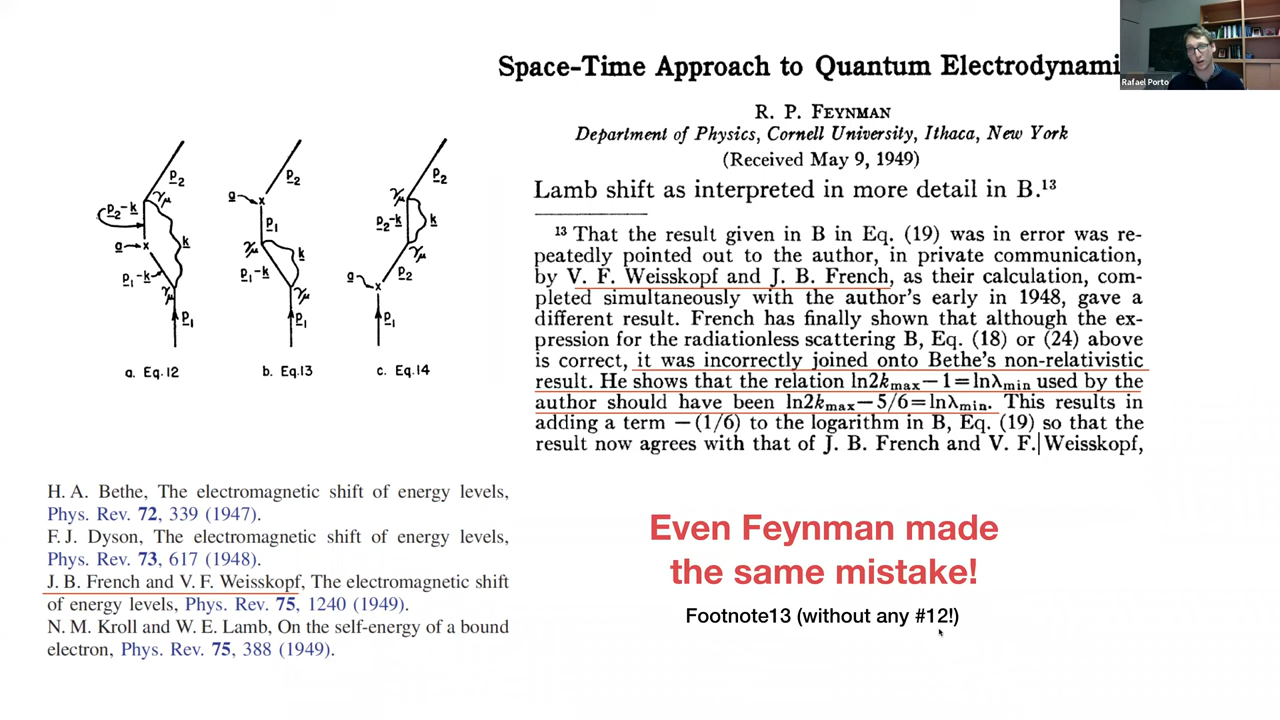 Space-Time Approach to Quantum Electrodynami
Rafael Porto
R. P. FEYNMAN
Department of Physics, Cornell University, Ithaca, New York
(Received May 9, 1949)
Lamb shift as interpreted in more detail in B.¹³
¹³ That the result given in B in Eq. (19) was in error was re-
peatedly pointed out to the author, in private communication,
by V. F. Weisskopf and J. B. French, as their calculation, com-
pleted simultaneously with the author's early in 1948, gave a
different result. French has finally shown that although the ex-
pression for the radiationless scattering B, Eq. (18) or (24) above
is correct, it was incorrectly joined onto Bethe's non-relativistic
result. He shows that the relation ln2kmax−1=lnλmin used by the
author should have been ln2kmax−5/6=lnλmin. This results in
adding a term −(1/6) to the logarithm in B, Eq. (19) so that the
result now agrees with that of J. B. French and V. F. Weisskopf,
p₂
γμ
p₂-k
k
a
p₁-k
γμ
p₁
a. Eq.12
p₂
a
p₁
γμ
k
p₁-k
γμ
p₁
b. Eq.13
p₂
γμ
p₂-k
k
γμ
p₂
a
p₁
c. Eq.14
H. A. Bethe, The electromagnetic shift of energy levels,
Phys. Rev. 72, 339 (1947).
F. J. Dyson, The electromagnetic shift of energy levels,
Phys. Rev. 73, 617 (1948).
J. B. French and V. F. Weisskopf, The electromagnetic shift
of energy levels, Phys. Rev. 75, 1240 (1949).
N. M. Kroll and W. E. Lamb, On the self-energy of a bound
electron, Phys. Rev. 75, 388 (1949).
Even Feynman made
the same mistake!
Footnote13 (without any #12!)